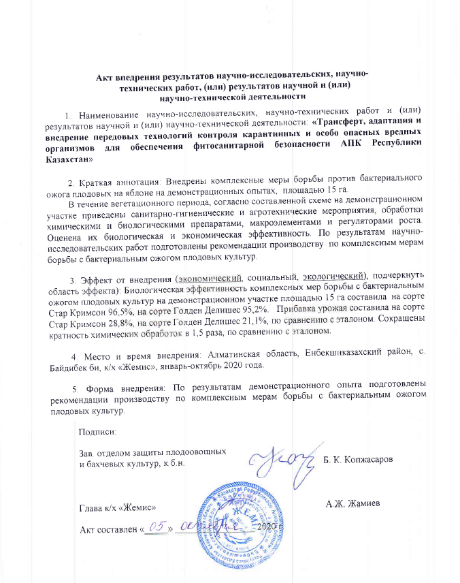 Акт внедрения результатов научно-исследовательских, научно-
технических работ, (или) результатов научной и (или)
научно-технической деятельности
1. Наименование научно-исследовательских, научно-технических работ и (или)
результатов научной и (или) научно-технической деятельности «Трансферт, адаптация и
внедрение передовых технологий контроля карантинных и особо опасных вредных
организмов для обеспечения фитосанитарной безопасности АПК Республики
Казахстан»
2. Краткая аннотация: Внедрены комплексные меры борьбы против бактериального
ожога плодовых на яблоне на демонстрационных опытах, площадью 15 га.
В течение вегетационного периода, согласно составленной схеме на демонстрационном
участке приведены санитарно-гигиенические и агротехнические мероприятия, обработки
химическими и биологическими препаратами, макроэлементами и регуляторами роста.
Оценена их биологическая и экономическая эффективность. По результатам научно-
исследовательских работ подготовлены рекомендации производству по комплексным мерам
борьбы с бактериальным ожогом плодовых культур.
3. Эффект от внедрения (экономический, социальный, экологический), подчеркнуть
область эффекта): Биологическая эффективность комплексных мер борьбы с бактериальным
ожогом плодовых культур на демонстрационном участке площадью 15 га составила на сорте
Стар Кримсон 96,5%, на сорте Голден Делишес 95,2%. Прибавка урожая составила на сорте
Стар Кримсон 28,8%, на сорте Голден Делишес 21,1%, по сравнению с эталоном. Сокращены
кратность химических обработок в 1,5 раза, по сравнению с эталоном.
4. Место и время внедрения: Алматинская область, Енбекшиказахский район, с.
Байдибек би, к/х «Жемис», январь-октябрь 2020 года.
5. Форма внедрения: По результатам демонстрационного опыта подготовлены
рекомендации производству по комплексным мерам борьбы с бактериальным ожогом
плодовых культур.
Подписи:
Зав. отделом защиты плодоовощных
и бахчевых культур, к.б.н. Б. К. Копжасаров
Глава к/х «Жемис» А.Ж. Жамиев
Акт составлен «05» 2020 г.
ЖЕМІС